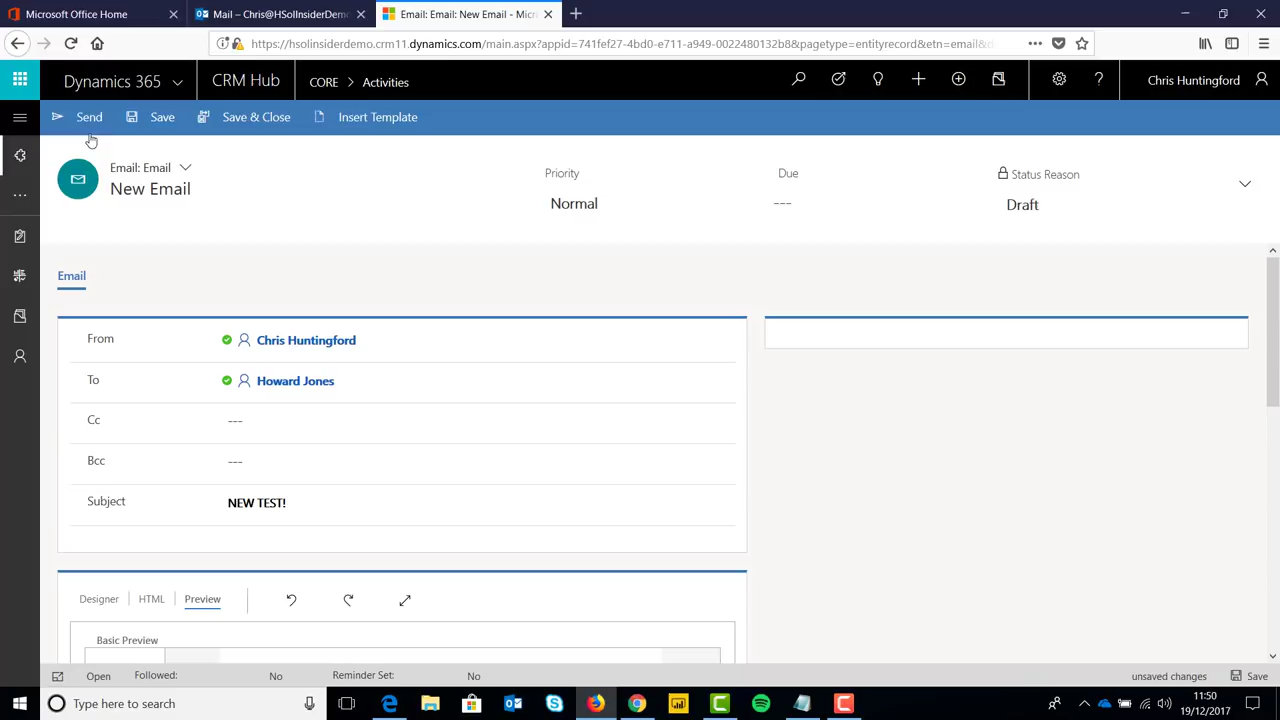 Microsoft Office Home
Mail – Chris@HSolInsiderDemo
Email: Email: New Email - Micr
https://hsolinsiderdemo.crm11.dynamics.com/main.aspx?appid=741fef27-4bd0-e711-a949-0022480132b8&pagetype=entityrecord&etn=email&
Dynamics 365
CRM Hub
CORE > Activities
Chris Huntingford
Send
Save
Save & Close
Insert Template
Email: Email
New Email
Priority
Normal
Due
---
Status Reason
Draft
Email
From
Chris Huntingford
To
Howard Jones
Cc
---
Bcc
---
Subject
NEW TEST!
Designer
HTML
Preview
Basic Preview
Open
Followed:
No
Reminder Set:
No
unsaved changes
Save
Type here to search
11:50
19/12/2017